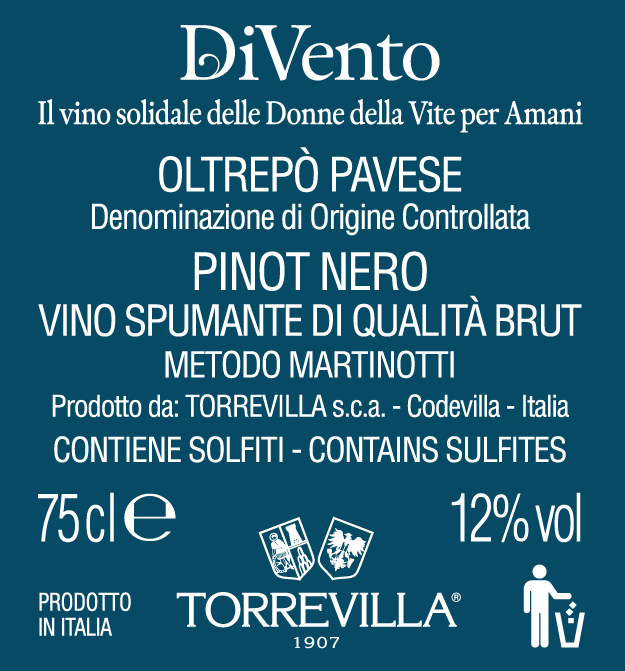 DiVento
Il vino solidale delle Donne della Vite per Amani
OLTREPÒ PAVESE
Denominazione di Origine Controllata
PINOT NERO
VINO SPUMANTE DI QUALITÀ BRUT
METODO MARTINOTTI
Prodotto da: TORREVILLA s.c.a. - Codevilla - Italia
CONTIENE SOLFITI - CONTAINS SULFITES
75 cl e
12% vol
PRODOTTO
IN ITALIA
TORREVILLA®
1907